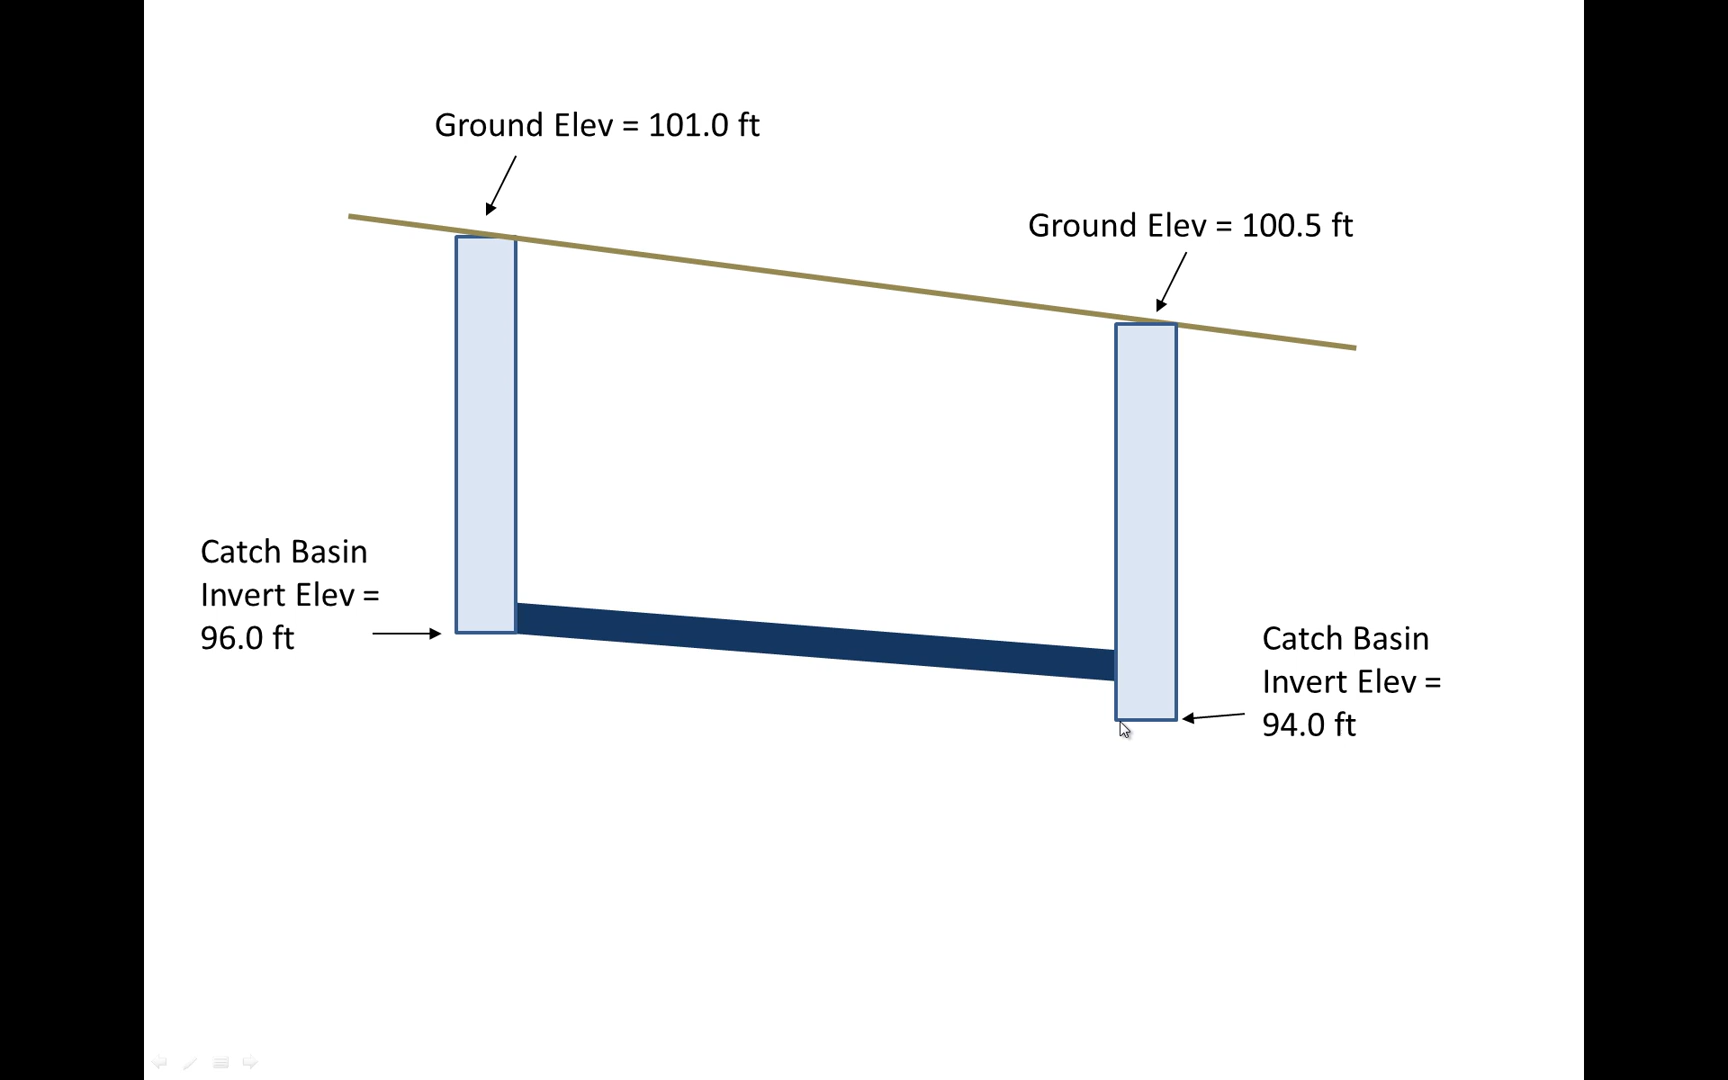 Ground Elev = 101.0 ft
Ground Elev = 100.5 ft
Catch Basin
Invert Elev =
96.0 ft
Catch Basin
Invert Elev =
94.0 ft